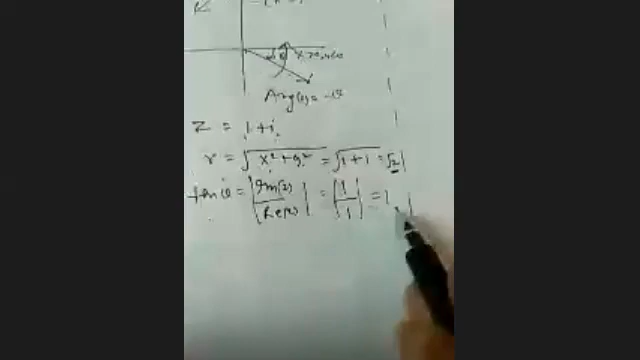 Arg(z) = -θ
z = 1+i
r = √x²+y² = √1+1 = √2
tanθ = |Im(z)/Re(z)| = |1/1| = 1